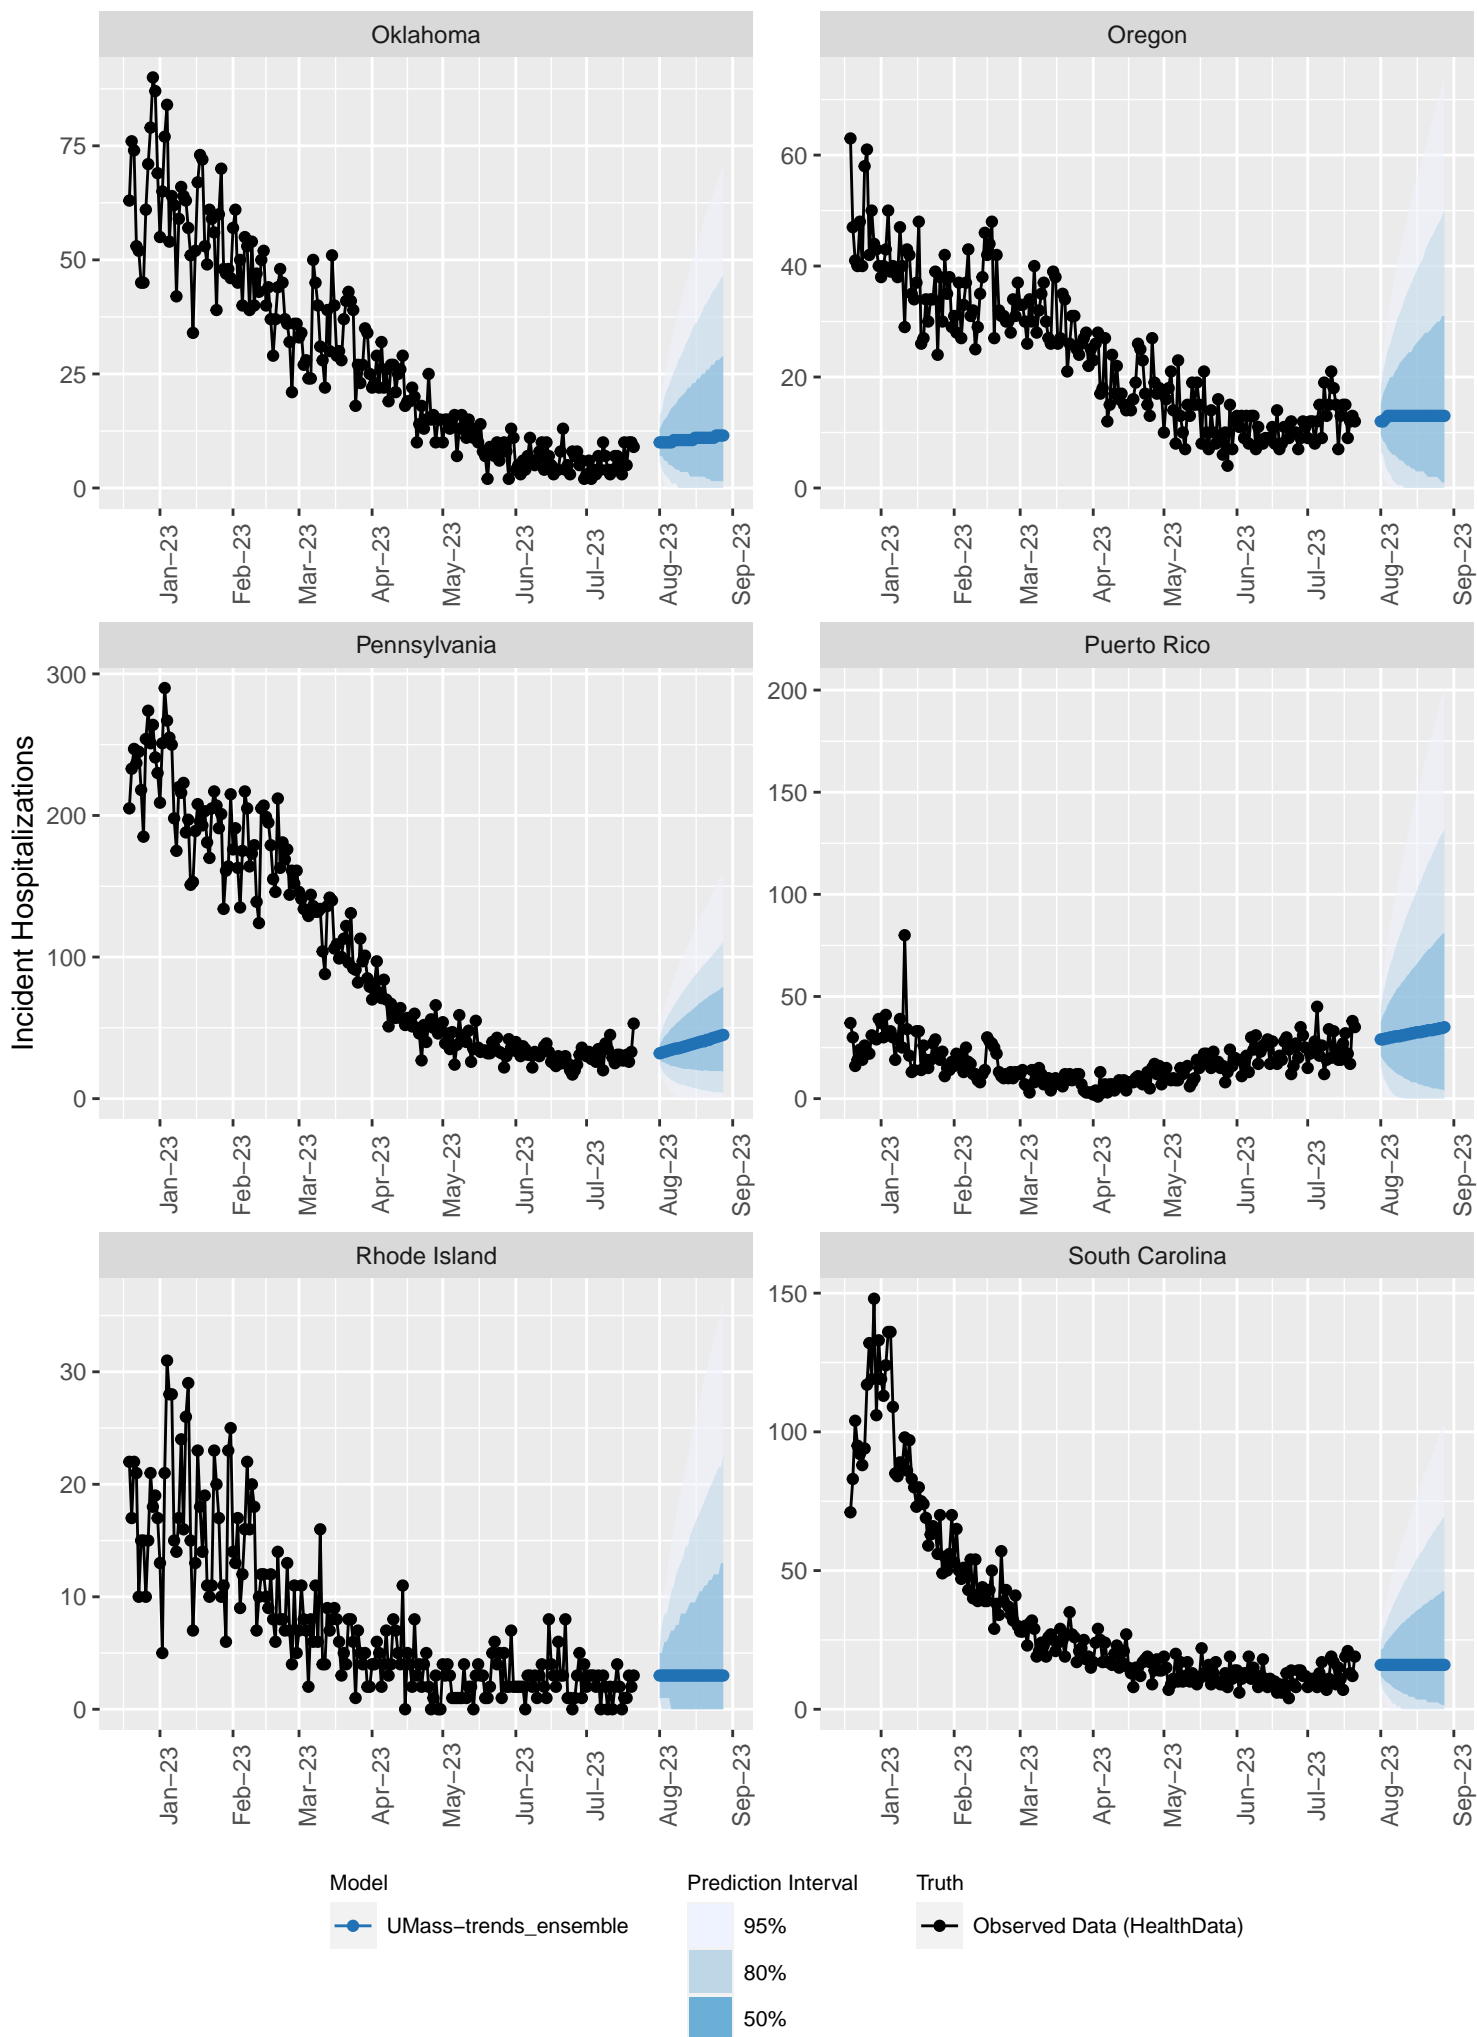 Oklahoma
Oregon
75
50
25
0
60
40
20
0
Jan−23
Feb−23
Mar−23
Apr−23
May−23
Jun−23
Jul−23
Aug−23
Sep−23
Jan−23
Feb−23
Mar−23
Apr−23
May−23
Jun−23
Jul−23
Aug−23
Sep−23
Incident Hospitalizations
Pennsylvania
Puerto Rico
300
200
100
0
200
150
100
50
0
Jan−23
Feb−23
Mar−23
Apr−23
May−23
Jun−23
Jul−23
Aug−23
Sep−23
Jan−23
Feb−23
Mar−23
Apr−23
May−23
Jun−23
Jul−23
Aug−23
Sep−23
Rhode Island
South Carolina
30
20
10
0
150
100
50
0
Jan−23
Feb−23
Mar−23
Apr−23
May−23
Jun−23
Jul−23
Aug−23
Sep−23
Jan−23
Feb−23
Mar−23
Apr−23
May−23
Jun−23
Jul−23
Aug−23
Sep−23
Model
UMass−trends_ensemble
Prediction Interval
95%
80%
50%
Truth
Observed Data (HealthData)